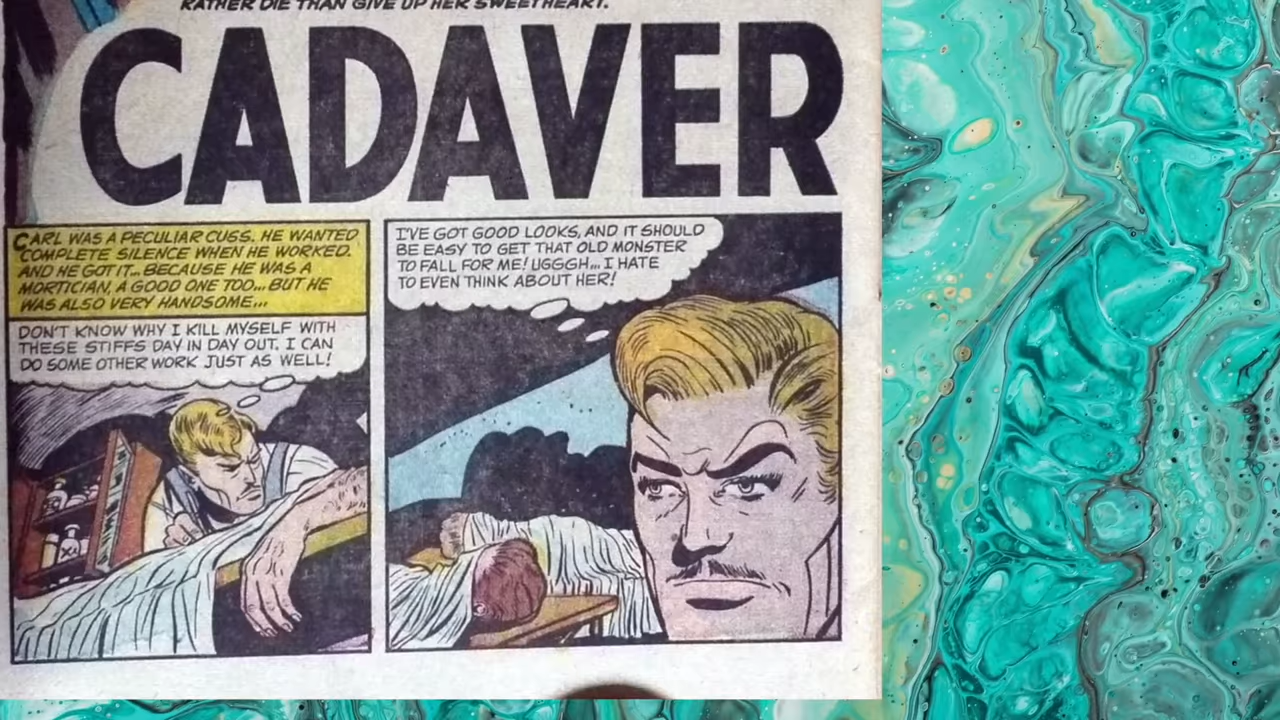 RATHER DIE THAN GIVE UP HER SWEETHEART.
CADAVER
CARL WAS A PECULIAR CUSS. HE WANTED
COMPLETE SILENCE WHEN HE WORKED.
AND HE GOT IT... BECAUSE HE WAS A
MORTICIAN, A GOOD ONE TOO... BUT HE
WAS ALSO VERY HANDSOME...
DON'T KNOW WHY I KILL MYSELF WITH
THESE STIFFS DAY IN DAY OUT. I CAN
DO SOME OTHER WORK JUST AS WELL!
I'VE GOT GOOD LOOKS, AND IT SHOULD
BE EASY TO GET THAT OLD MONSTER
TO FALL FOR ME! UGGGH... I HATE
TO EVEN THINK ABOUT HER!